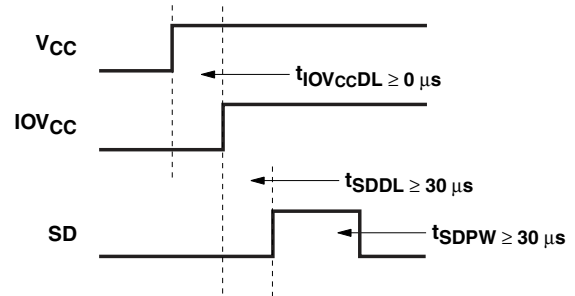 VCC
tIOVCCDL ≥ 0 μs
IOVCC
tSDDL ≥ 30 μs
SD
tSDPW ≥ 30 μs